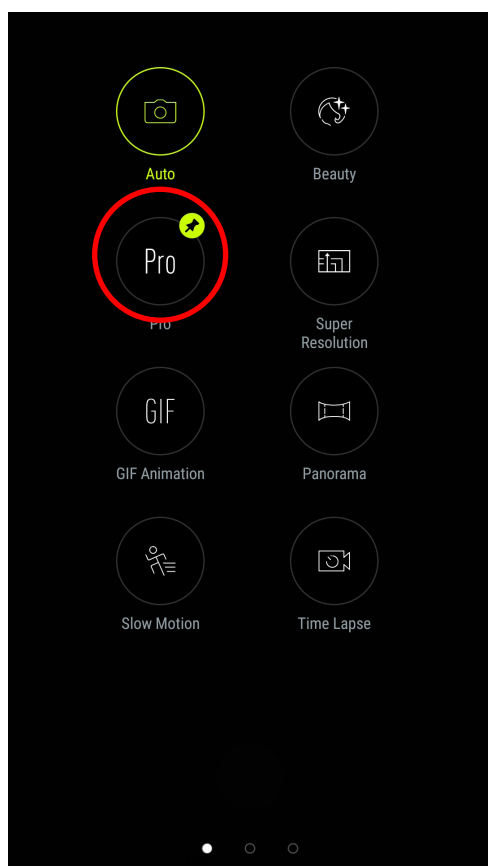 Auto
Beauty
Pro
Pro
Super
Resolution
GIF
GIF Animation
Panorama
Slow Motion
Time Lapse